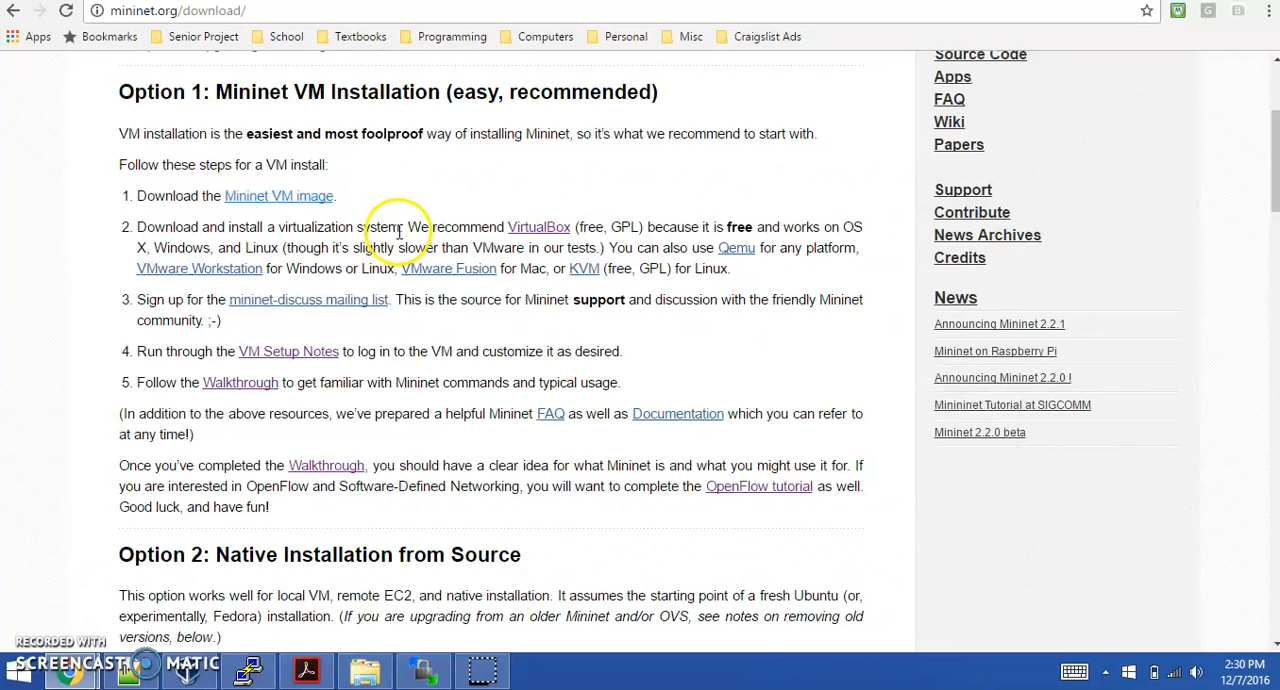 mininet.org/download/
Apps Bookmarks Senior Project School Textbooks Programming Computers Personal Misc Craigslist Ads
Option 1: Mininet VM Installation (easy, recommended)
VM installation is the easiest and most foolproof way of installing Mininet, so it's what we recommend to start with.
Follow these steps for a VM install:
1. Download the Mininet VM image.
2. Download and install a virtualization system. We recommend VirtualBox (free, GPL) because it is free and works on OS
X, Windows, and Linux (though it's slightly slower than VMware in our tests.) You can also use Qemu for any platform,
VMware Workstation for Windows or Linux, VMware Fusion for Mac, or KVM (free, GPL) for Linux.
3. Sign up for the mininet-discuss mailing list. This is the source for Mininet support and discussion with the friendly Mininet
community. ;-)
4. Run through the VM Setup Notes to log in to the VM and customize it as desired.
5. Follow the Walkthrough to get familiar with Mininet commands and typical usage.
(In addition to the above resources, we've prepared a helpful Mininet FAQ as well as Documentation which you can refer to
at any time!)
Once you've completed the Walkthrough, you should have a clear idea for what Mininet is and what you might use it for. If
you are interested in OpenFlow and Software-Defined Networking, you will want to complete the OpenFlow tutorial as well.
Good luck, and have fun!
Option 2: Native Installation from Source
This option works well for local VM, remote EC2, and native installation. It assumes the starting point of a fresh Ubuntu (or,
experimentally, Fedora) installation. (If you are upgrading from an older Mininet and/or OVS, see notes on removing old
versions, below.)
Source Code
Apps
FAQ
Wiki
Papers
Support
Contribute
News Archives
Credits
News
Announcing Mininet 2.2.1
Mininet on Raspberry Pi
Announcing Mininet 2.2.0 !
Minininet Tutorial at SIGCOMM
Mininet 2.2.0 beta
RECORDED WITH
SCREENCAST MATIC
2:30 PM
12/7/2016